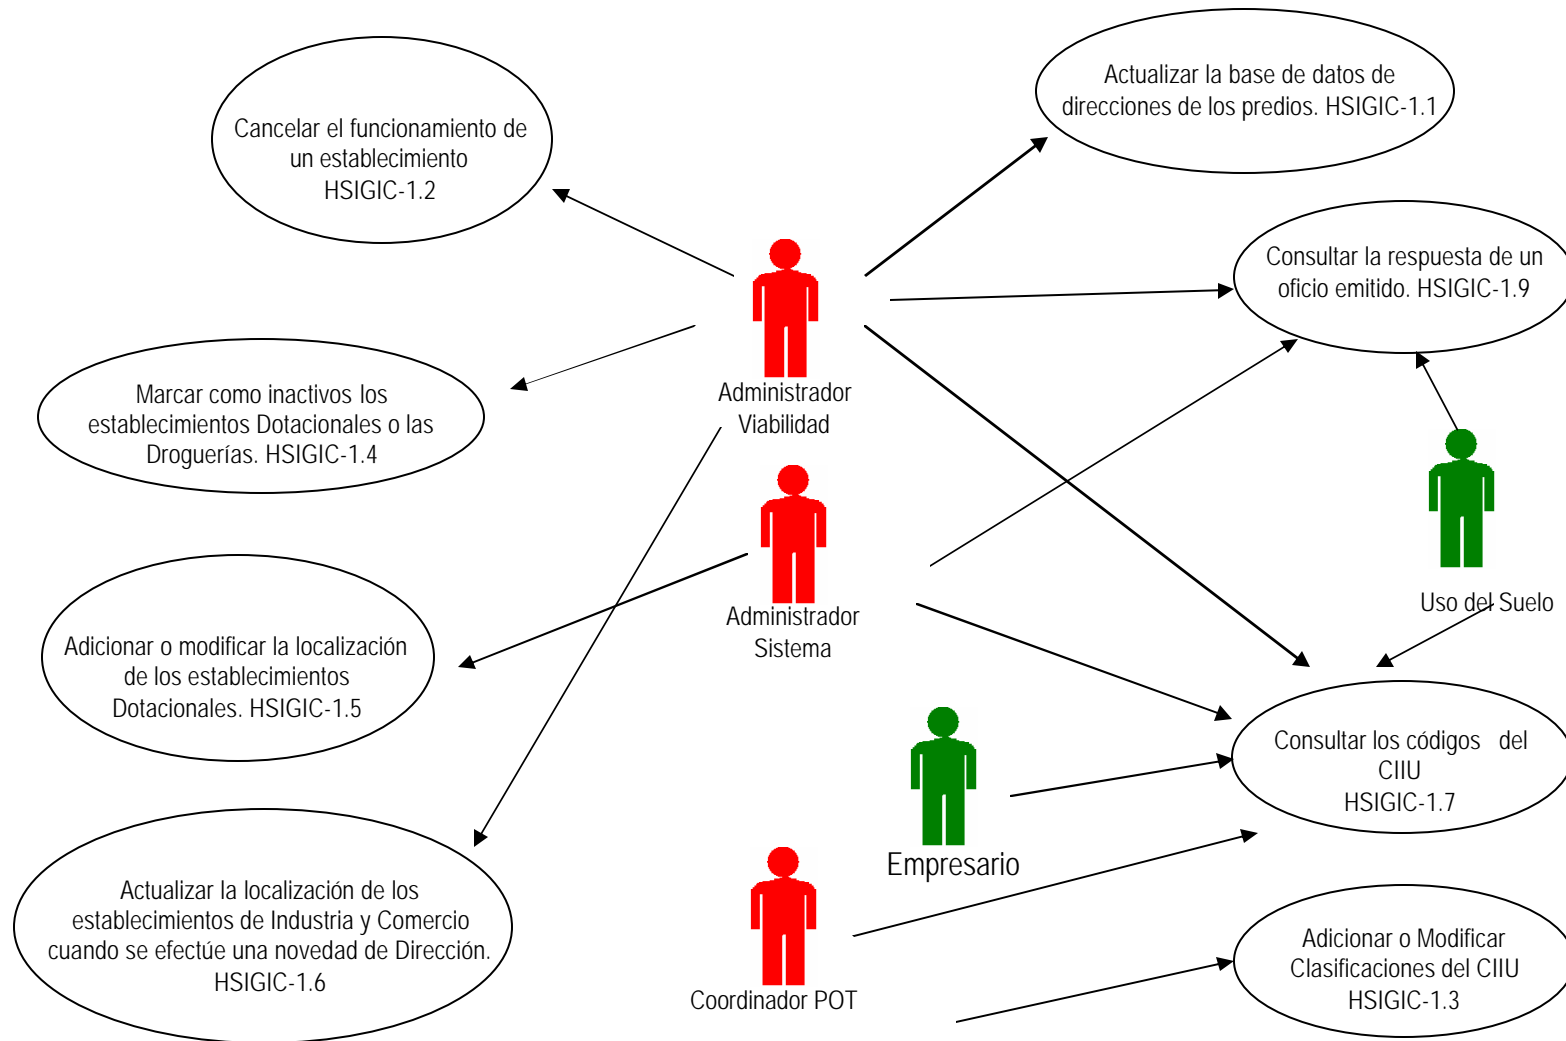 Actualizar la base de datos de
direcciones de los predios. HSIGIC-1.1
Cancelar el funcionamiento de
un establecimiento
HSIGIC-1.2
Consultar la respuesta de un
oficio emitido. HSIGIC-1.9
Marcar como inactivos los
establecimientos Dotacionales o las
Droguerías. HSIGIC-1.4
Administrador
Viabilidad
Uso del Suelo
Administrador
Sistema
Adicionar o modificar la localización
de los establecimientos
Dotacionales. HSIGIC-1.5
Consultar los códigos del
CIIU
HSIGIC-1.7
Empresario
Actualizar la localización de los
establecimientos de Industria y Comercio
cuando se efectúe una novedad de Dirección.
HSIGIC-1.6
Coordinador POT
Adicionar o Modificar
Clasificaciones del CIIU
HSIGIC-1.3